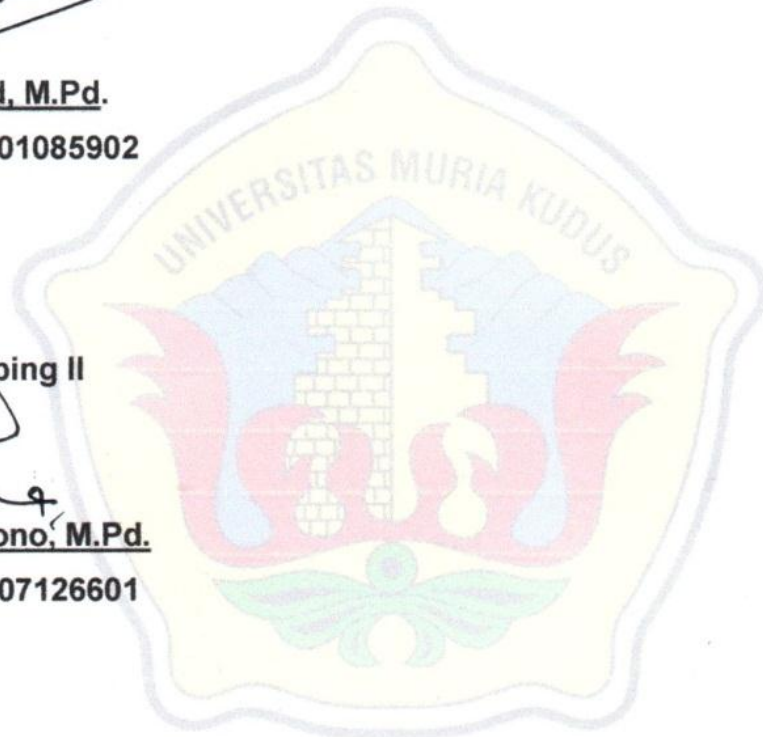 d, M.Pd.
01085902
UNIVERSITAS MURIA KUDUS
bing II
ono, M.Pd.
07126601